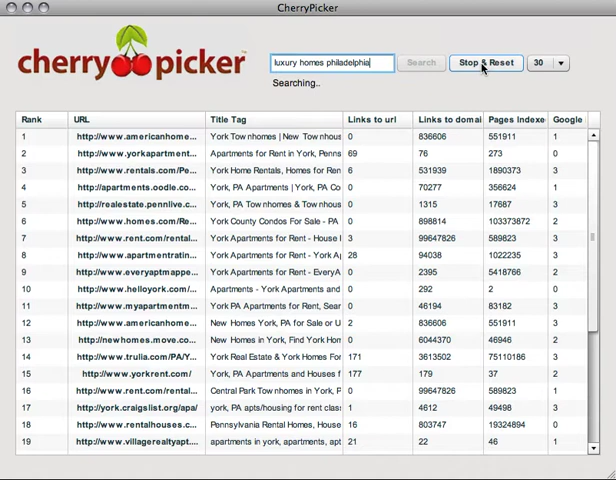 CherryPicker
cherry picker
luxury homes philadelphia
Search
Stop & Reset
30
Searching..
Rank URL Title Tag Links to url Links to domai Pages Indexe Google
1 http://www.americanhome... York Townhomes | New Townhous 0 836606 551911 1
2 http://www.yorkapartment... Apartments for Rent in York, Penns 69 76 273 0
3 http://www.rentals.com/Pe... York Home Rentals, Homes for Ren 6 531939 1890373 3
4 http://apartments.oodle.co... York, PA Apartments | York, PA Co 0 70277 356624 1
5 http://realestate.pennlive.c... York, PA Townhomes & Townhous 0 1315 17687 3
6 http://www.homes.com/Re... York County Condos For Sale - PA 0 898814 103373872 2
7 http://www.rent.com/rental... York Apartments for Rent - House I 3 99647826 589823 3
8 http://www.apartmentratin... York Apartments for Rent - York Ap 28 94038 1022235 3
9 http://www.everyaptmappe... York Apartments for Rent - EveryA 0 2395 5418766 2
10 http://www.helloyork.com/... Apartments - York Apartments and 0 292 2 0
11 http://www.myapartmentm... York PA Apartments for Rent, Sear 0 46194 83182 3
12 http://www.americanhome... New Homes York, PA for Sale or U 2 836606 551911 3
13 http://newhomes.move.co... New Homes in York, Find York Hom 0 6044370 46946 2
14 http://www.trulia.com/PA/Y... York Real Estate & York Homes For 171 3613502 75110186 3
15 http://www.yorkrent.com/ York, PA Apartments and Houses f 177 179 37 2
16 http://www.rent.com/rental... Central Park Townhomes in York, P 0 99647826 589823 1
17 http://york.craigslist.org/apa/ york, PA apts/housing for rent class 1 4612 49498 3
18 http://www.rentalhouses.c... Pennsylvania Rental Homes, House 16 803747 19324894 0
19 http://www.villagerealtyapt... apartments in york, apartments, apt 21 22 46 1